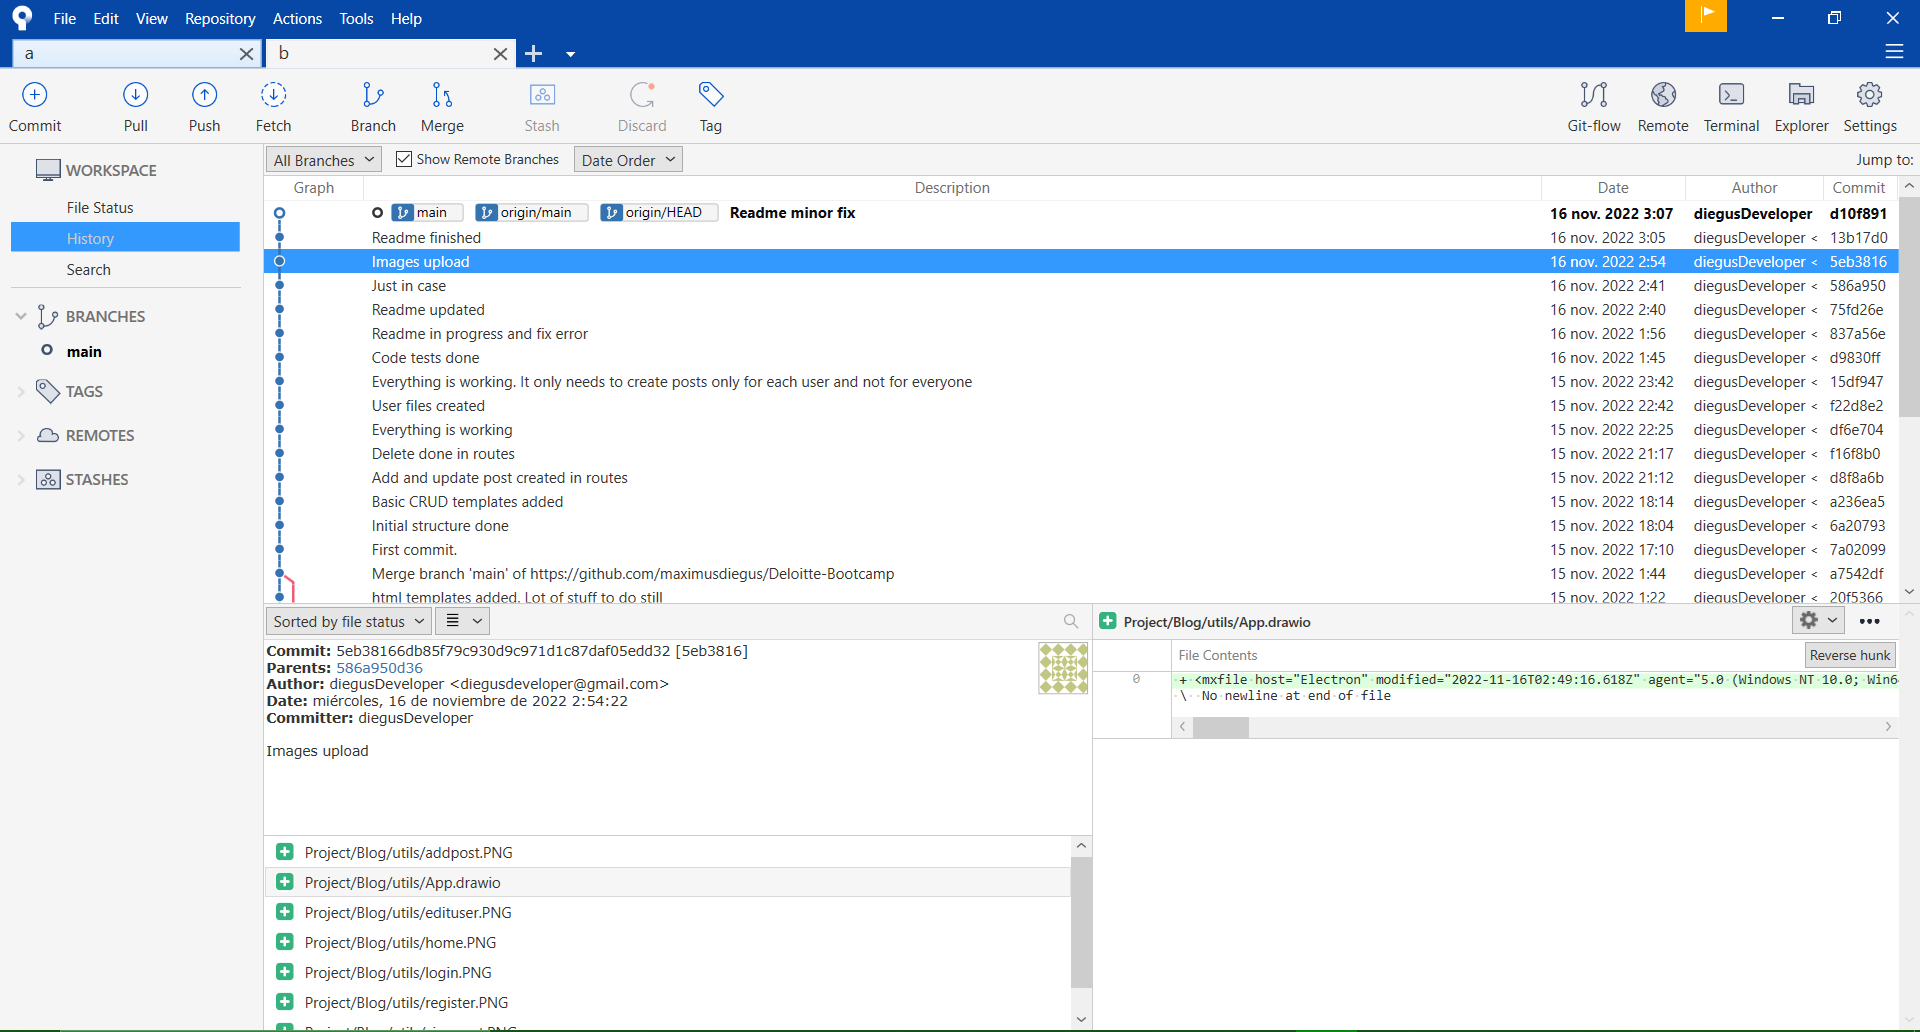 File Edit View Repository Actions Tools Help
a
b
Commit Pull Push Fetch Branch Merge Stash Discard Tag Git-flow Remote Terminal Explorer Settings
WORKSPACE
File Status
History
Search
BRANCHES
main
TAGS
REMOTES
STASHES
All Branches Show Remote Branches Date Order Jump to:
Graph Description Date Author Commit
main origin/main origin/HEAD Readme minor fix 16 nov. 2022 3:07 diegusDeveloper d10f891
Readme finished 16 nov. 2022 3:05 diegusDeveloper < 13b17d0
Images upload 16 nov. 2022 2:54 diegusDeveloper < 5eb3816
Just in case 16 nov. 2022 2:41 diegusDeveloper < 586a950
Readme updated 16 nov. 2022 2:40 diegusDeveloper < 75fd26e
Readme in progress and fix error 16 nov. 2022 1:56 diegusDeveloper < 837a56e
Code tests done 16 nov. 2022 1:45 diegusDeveloper < d9830ff
Everything is working. It only needs to create posts only for each user and not for everyone 15 nov. 2022 23:42 diegusDeveloper < 15df947
User files created 15 nov. 2022 22:42 diegusDeveloper < f22d8e2
Everything is working 15 nov. 2022 22:25 diegusDeveloper < df6e704
Delete done in routes 15 nov. 2022 21:17 diegusDeveloper < f16f8b0
Add and update post created in routes 15 nov. 2022 21:12 diegusDeveloper < d8f8a6b
Basic CRUD templates added 15 nov. 2022 18:14 diegusDeveloper < a236ea5
Initial structure done 15 nov. 2022 18:04 diegusDeveloper < 6a20793
First commit. 15 nov. 2022 17:10 diegusDeveloper < 7a02099
Merge branch 'main' of https://github.com/maximusdiegus/Deloitte-Bootcamp 15 nov. 2022 1:44 diegusDeveloper < a7542df
html templates added. Lot of stuff to do still 15 nov. 2022 1:22 diegusDeveloper < 20f5366
Sorted by file status
Commit: 5eb38166db85f79c930d9c971d1c87daf05edd32 [5eb3816]
Parents: 586a950d36
Author: diegusDeveloper <diegusdeveloper@gmail.com>
Date: miércoles, 16 de noviembre de 2022 2:54:22
Committer: diegusDeveloper
Images upload
Project/Blog/utils/addpost.PNG
Project/Blog/utils/App.drawio
Project/Blog/utils/edituser.PNG
Project/Blog/utils/home.PNG
Project/Blog/utils/login.PNG
Project/Blog/utils/register.PNG
Project/Blog/utils/App.drawio
File Contents Reverse hunk
0 + <mxfile host="Electron" modified="2022-11-16T02:49:16.618Z" agent="5.0 (Windows NT 10.0; Win64
\ No newline at end of file